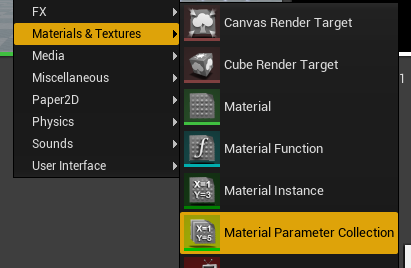 FX
Materials & Textures
Media
Miscellaneous
Paper2D
Physics
Sounds
User Interface
Canvas Render Target
Cube Render Target
Material
Material Function
X=1
Y=3
Material Instance
X=1
Y=5
Material Parameter Collection
1